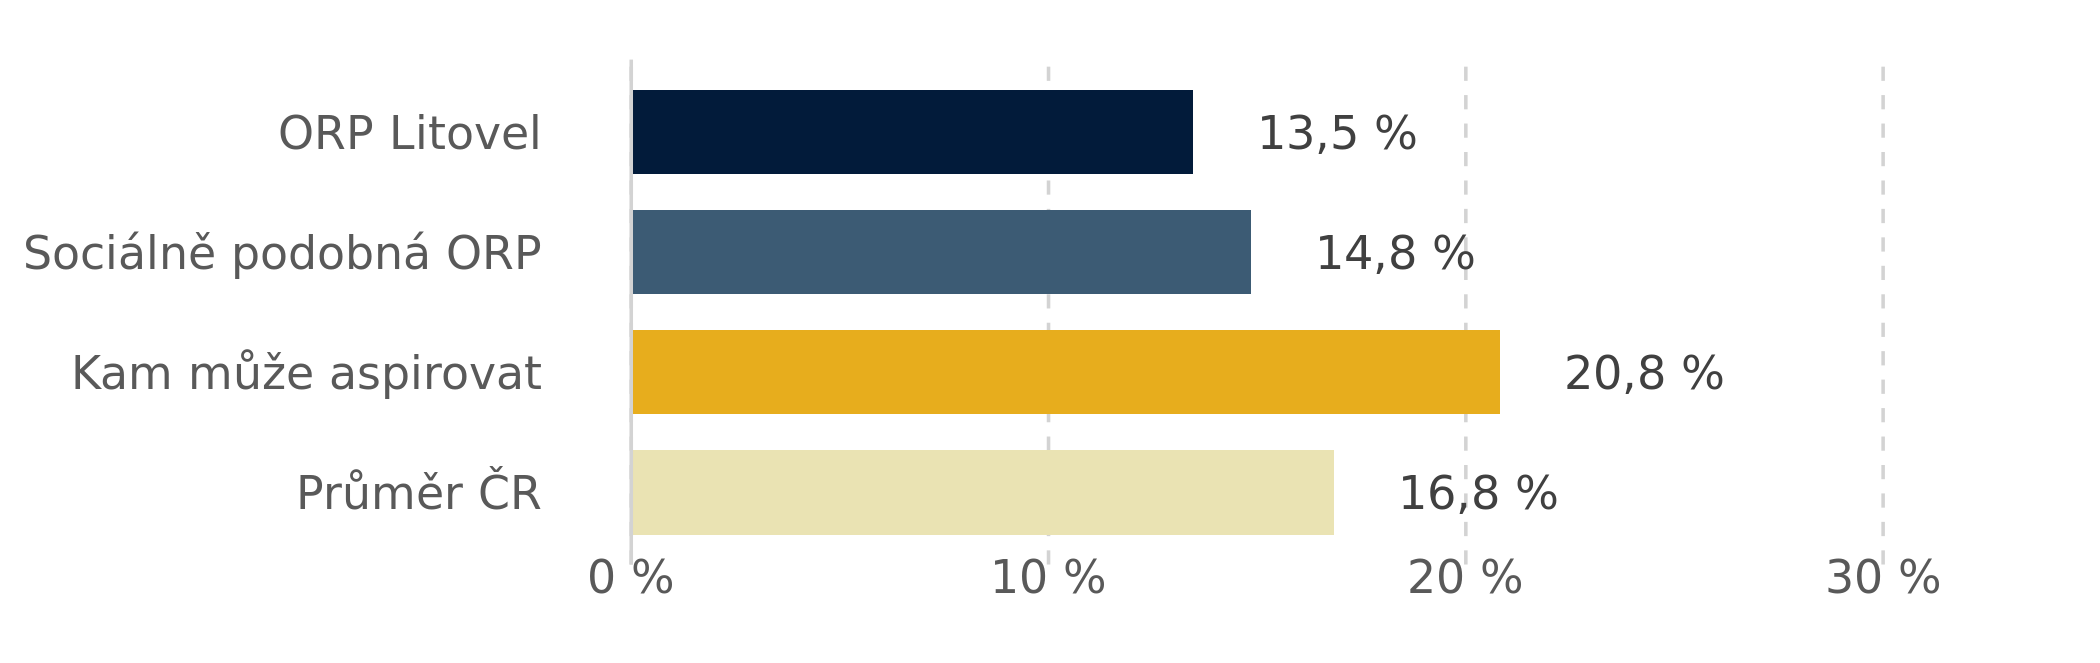 ORP Litovel 13,5 %
Sociálně podobná ORP 14,8 %
Kam může aspirovat 20,8 %
Průměr ČR 16,8 %
0 % 10 % 20 % 30 %